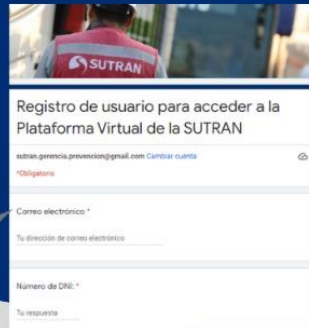 SUTRAN
Registro de usuario para acceder a la
Plataforma Virtual de la SUTRAN
sutran.gerencia.prevencion@gmail.com Cambiar cuenta
*Obligatorio
Correo electrónico *
Tu dirección de correo electrónico
Número de DNI: *
Tu respuesta